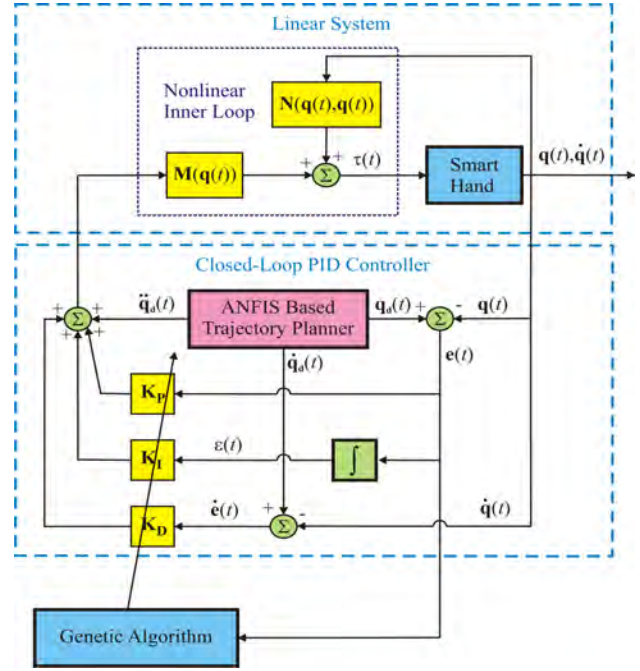 Linear System
Nonlinear
Inner Loop
N(q(t),q(t))
+ +
Σ
τ(t)
M(q(t))
Smart
Hand
q(t),q̇(t)
Closed-Loop PID Controller
+ + + +
Σ
q̈d(t)
ANFIS Based
Trajectory Planner
qd(t)
+ -
Σ
q(t)
q̇d(t)
e(t)
KP
KI
ε(t)
∫
KD
ė(t)
+ -
Σ
q̇(t)
Genetic Algorithm